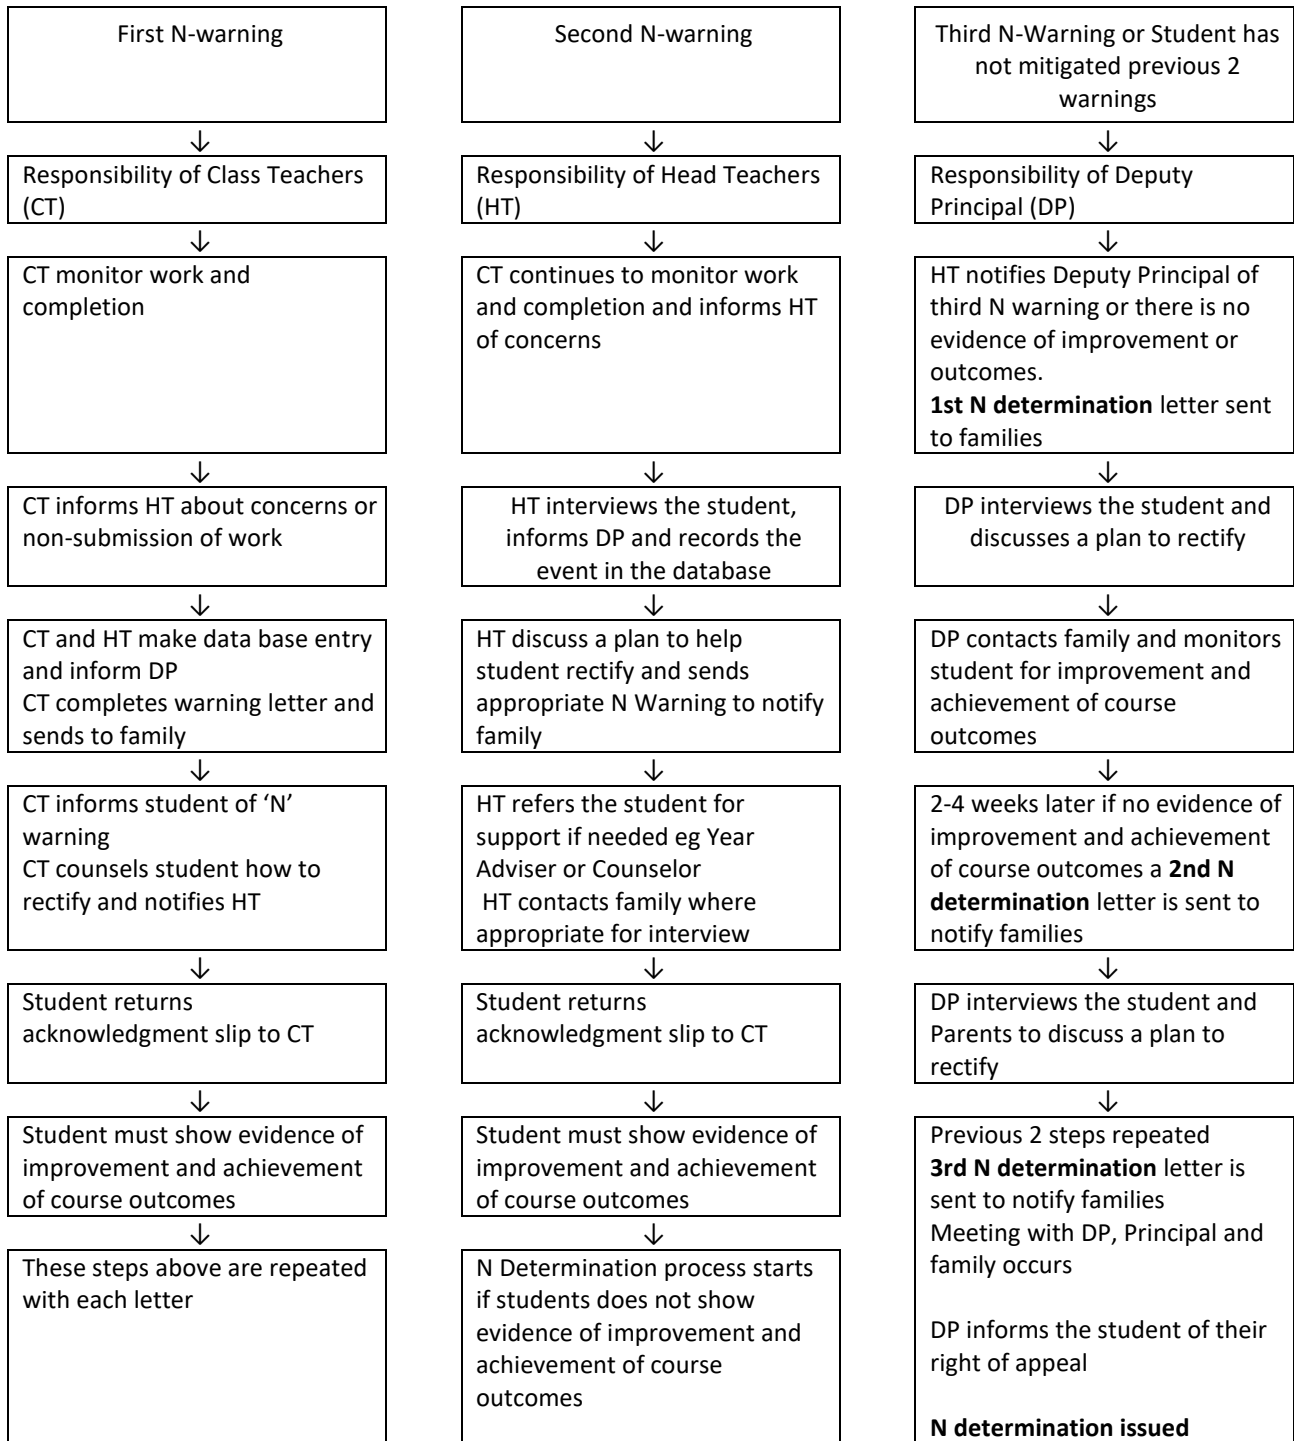 First N-warning
↓
Responsibility of Class Teachers
(CT)
↓
CT monitor work and
completion
↓
CT informs HT about concerns or
non-submission of work
↓
CT and HT make data base entry
and inform DP
CT completes warning letter and
sends to family
↓
CT informs student of ‘N’
warning
CT counsels student how to
rectify and notifies HT
↓
Student returns
acknowledgment slip to CT
↓
Student must show evidence of
improvement and achievement
of course outcomes
↓
These steps above are repeated
with each letter
Second N-warning
↓
Responsibility of Head Teachers
(HT)
↓
CT continues to monitor work
and completion and informs HT
of concerns
↓
HT interviews the student,
informs DP and records the
event in the database
↓
HT discuss a plan to help
student rectify and sends
appropriate N Warning to notify
family
↓
HT refers the student for
support if needed eg Year
Adviser or Counselor
HT contacts family where
appropriate for interview
↓
Student returns
acknowledgment slip to CT
↓
Student must show evidence of
improvement and achievement
of course outcomes
↓
N Determination process starts
if students does not show
evidence of improvement and
achievement of course
outcomes
Third N-Warning or Student has
not mitigated previous 2
warnings
↓
Responsibility of Deputy
Principal (DP)
↓
HT notifies Deputy Principal of
third N warning or there is no
evidence of improvement or
outcomes.
1st N determination letter sent
to families
↓
DP interviews the student and
discusses a plan to rectify
↓
DP contacts family and monitors
student for improvement and
achievement of course
outcomes
↓
2-4 weeks later if no evidence of
improvement and achievement
of course outcomes a 2nd N
determination letter is sent to
notify families
↓
DP interviews the student and
Parents to discuss a plan to
rectify
↓
Previous 2 steps repeated
3rd N determination letter is
sent to notify families
Meeting with DP, Principal and
family occurs
DP informs the student of their
right of appeal
N determination issued